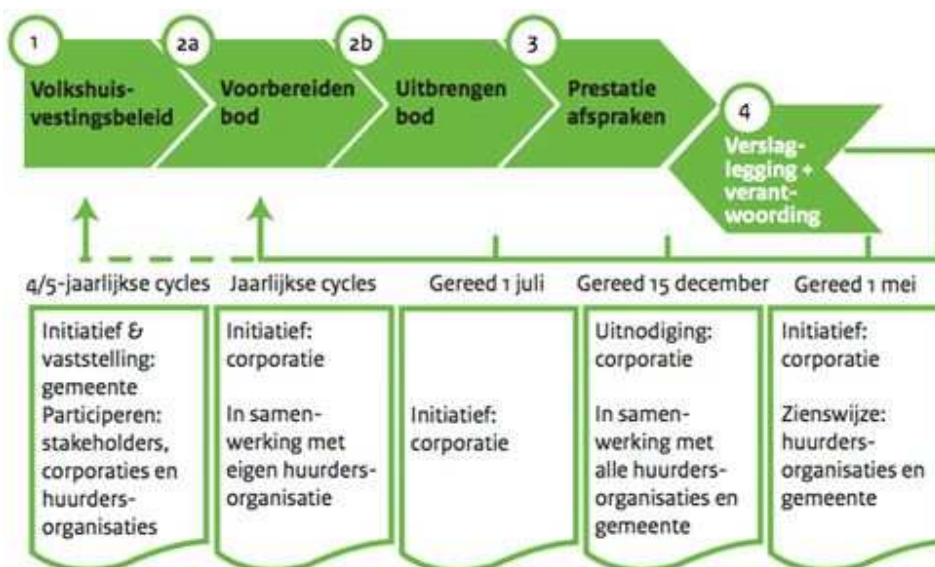 1
Volkshuis-
vestingsbeleid
2a
Voorbereiden
bod
2b
Uitbrengen
bod
3
Prestatie
afspraken
4
Verslag-
legging +
verant-
woording
4/5-jaarlijkse cycles
Initiatief &
vaststelling:
gemeente
Participeren:
stakeholders,
corporaties en
huurders-
organisaties
Jaarlijkse cycles
Initiatief:
corporatie
In samen-
werking met
eigen huurders-
organisatie
Gereed 1 juli
Initiatief:
corporatie
Gereed 15 december
Uitnodiging:
corporatie
In samen-
werking met
alle huurders-
organisaties en
gemeente
Gereed 1 mei
Initiatief:
corporatie
Zienswijze:
huurders-
organisaties en
gemeente